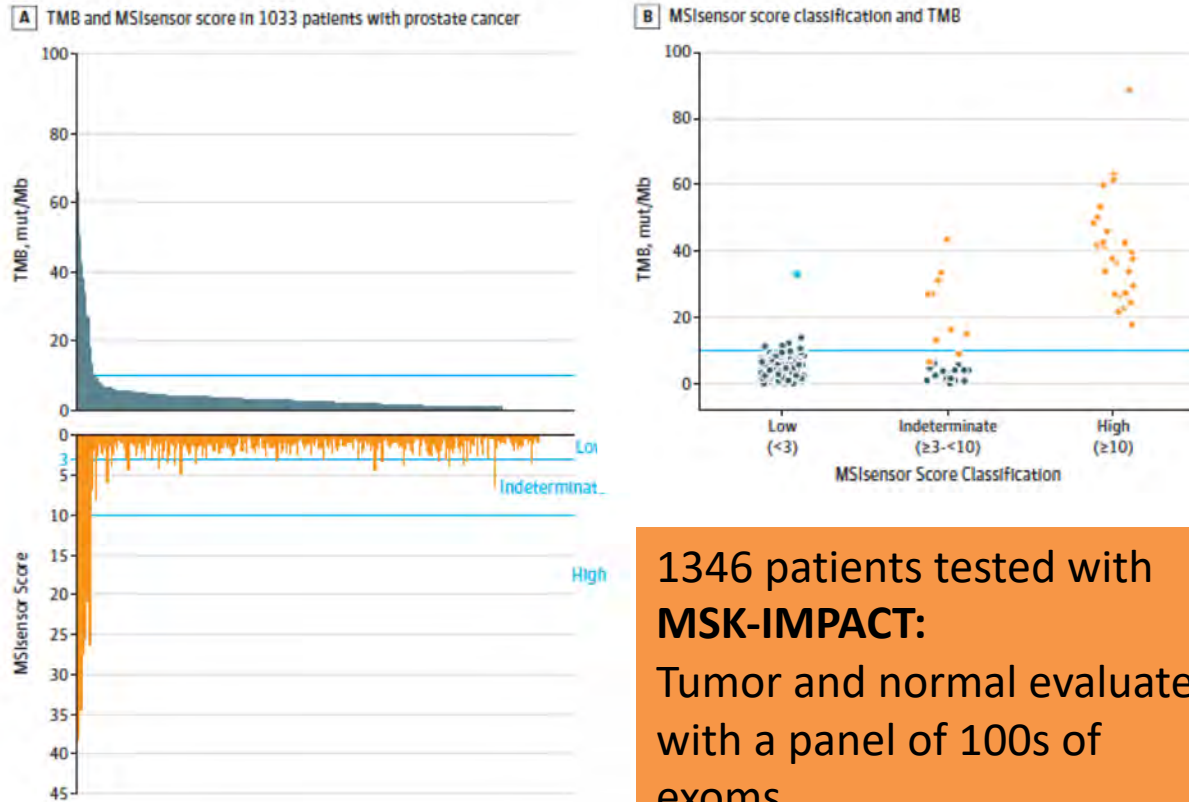 A TMB and MSIsensor score in 1033 patients with prostate cancer
100
80
60
40
20
10
0
TMB, mut/Mb
0
3
5
10
15
20
25
30
35
40
45
MSIsensor Score
Low
Indeterminat
High
B MSIsensor score classification and TMB
100
80
60
40
20
0
TMB, mut/Mb
Low
(<3)
Indeterminate
(≥3-<10)
High
(≥10)
MSIsensor Score Classification
1346 patients tested with
MSK-IMPACT:
Tumor and normal evaluate
with a panel of 100s of
exoms